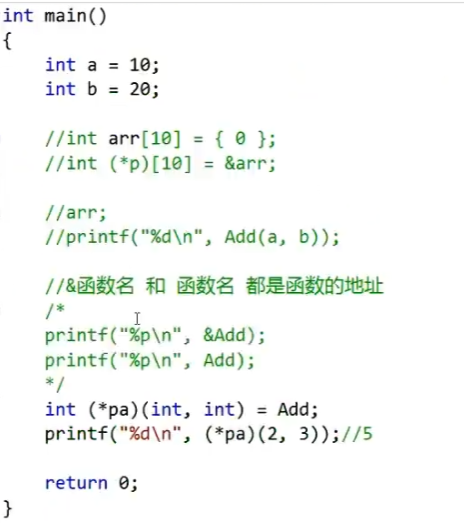 int main()
{
    int a = 10;
    int b = 20;
    //int arr[10] = { 0 };
    //int (*p)[10] = &arr;
    //arr;
    //printf("%d\n", Add(a, b));
    //&函数名 和 函数名 都是函数的地址
    /*
    printf("%p\n", &Add);
    printf("%p\n", Add);
    */
    int (*pa)(int, int) = Add;
    printf("%d\n", (*pa)(2, 3));//5
    return 0;
}